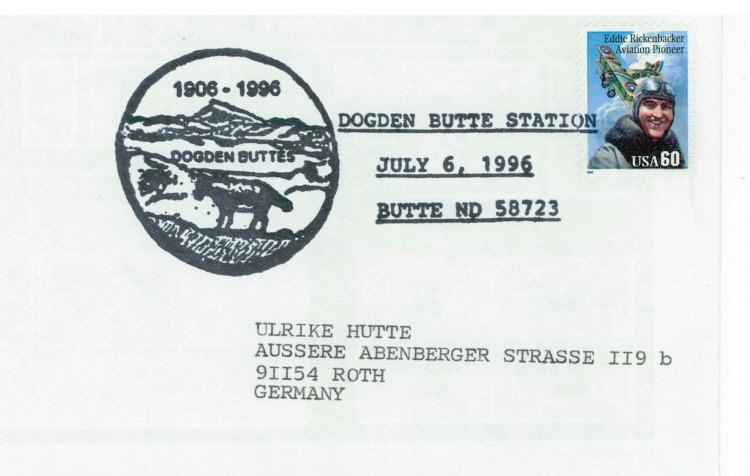 Eddie Rickenbacker
Aviation Pioneer
USA 60
1906 - 1996
DOGDEN BUTTES
DOGDEN BUTTE STATION
JULY 6, 1996
BUTTE ND 58723
ULRIKE HUTTE
AUSSERE ABENBERGER STRASSE II9 b
9II54 ROTH
GERMANY